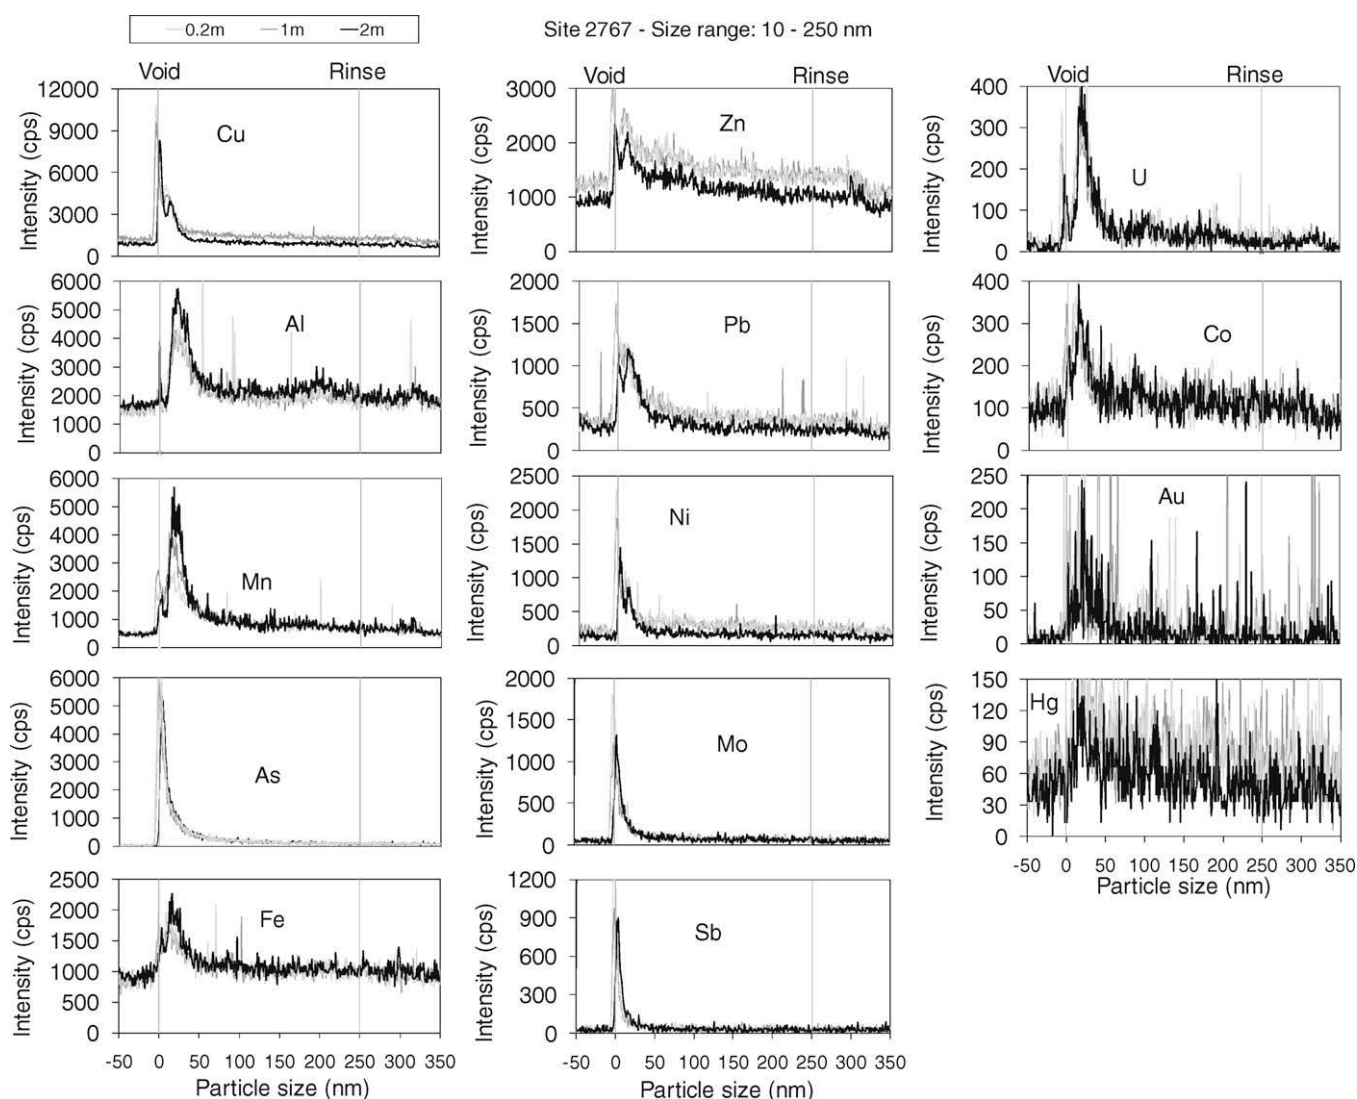 0.2m 1m 2m
Site 2767 - Size range: 10 - 250 nm
Void Rinse
Intensity (cps)
12000
9000
6000
3000
0
Cu
Intensity (cps)
6000
5000
4000
3000
2000
1000
0
Al
Intensity (cps)
6000
5000
4000
3000
2000
1000
0
Mn
Intensity (cps)
6000
5000
4000
3000
2000
1000
0
As
Intensity (cps)
2500
2000
1500
1000
500
0
Fe
-50 0 50 100 150 200 250 300 350
Particle size (nm)
Void Rinse
Intensity (cps)
3000
2000
1000
0
Zn
Intensity (cps)
2000
1500
1000
500
0
Pb
Intensity (cps)
2500
2000
1500
1000
500
0
Ni
Intensity (cps)
2000
1500
1000
500
0
Mo
Intensity (cps)
1200
900
600
300
0
Sb
-50 0 50 100 150 200 250 300 350
Particle size (nm)
Void Rinse
Intensity (cps)
400
300
200
100
0
U
Intensity (cps)
400
300
200
100
0
Co
Intensity (cps)
250
200
150
100
50
0
Au
Intensity (cps)
150
120
90
60
30
0
Hg
-50 0 50 100 150 200 250 300 350
Particle size (nm)